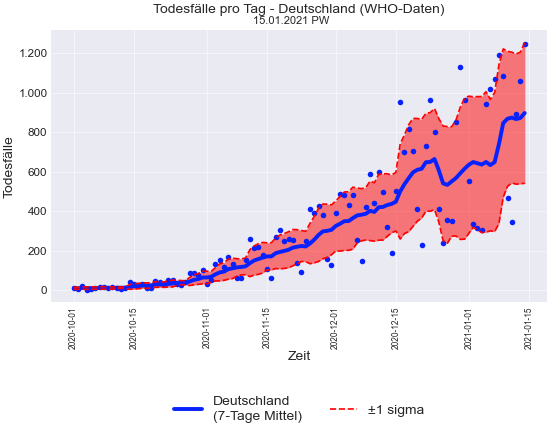 Todesfälle pro Tag - Deutschland (WHO-Daten)
15.01.2021 PW
Todesfälle
1.200
1.000
800
600
400
200
0
2020-10-01
2020-10-15
2020-11-01
2020-11-15
2020-12-01
2020-12-15
2021-01-01
2021-01-15
Zeit
Deutschland
(7-Tage Mittel)
±1 sigma